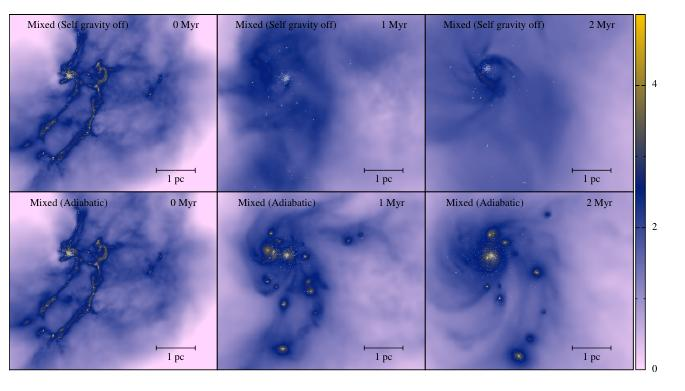 Mixed (Self gravity off) 0 Myr
Mixed (Self gravity off) 1 Myr
Mixed (Self gravity off) 2 Myr
1 pc
1 pc
1 pc
Mixed (Adiabatic) 0 Myr
Mixed (Adiabatic) 1 Myr
Mixed (Adiabatic) 2 Myr
1 pc
1 pc
1 pc
4
2
0